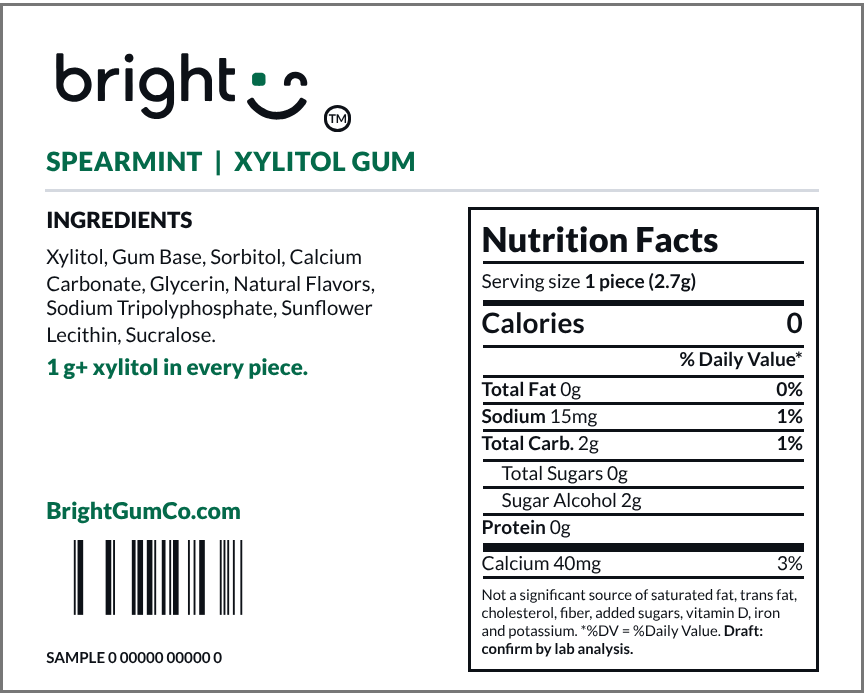 bright
TM
SPEARMINT | XYLITOL GUM
INGREDIENTS
Xylitol, Gum Base, Sorbitol, Calcium
Carbonate, Glycerin, Natural Flavors,
Sodium Tripolyphosphate, Sunflower
Lecithin, Sucralose.
1 g+ xylitol in every piece.
BrightGumCo.com
SAMPLE 0 00000 00000 0
Nutrition Facts
Serving size 1 piece (2.7g)
Calories 0
% Daily Value*
Total Fat 0g 0%
Sodium 15mg 1%
Total Carb. 2g 1%
Total Sugars 0g
Sugar Alcohol 2g
Protein 0g
Calcium 40mg 3%
Not a significant source of saturated fat, trans fat,
cholesterol, fiber, added sugars, vitamin D, iron
and potassium. *%DV = %Daily Value. Draft:
confirm by lab analysis.